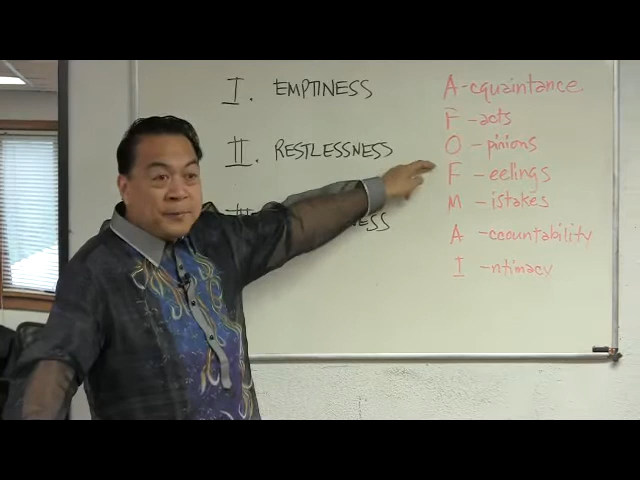 I. EMPTINESS
II. RESTLESSNESS
A-cquaintance
F-acts
O-pinions
F-eelings
M-istakes
A-ccountability
I-ntimacy